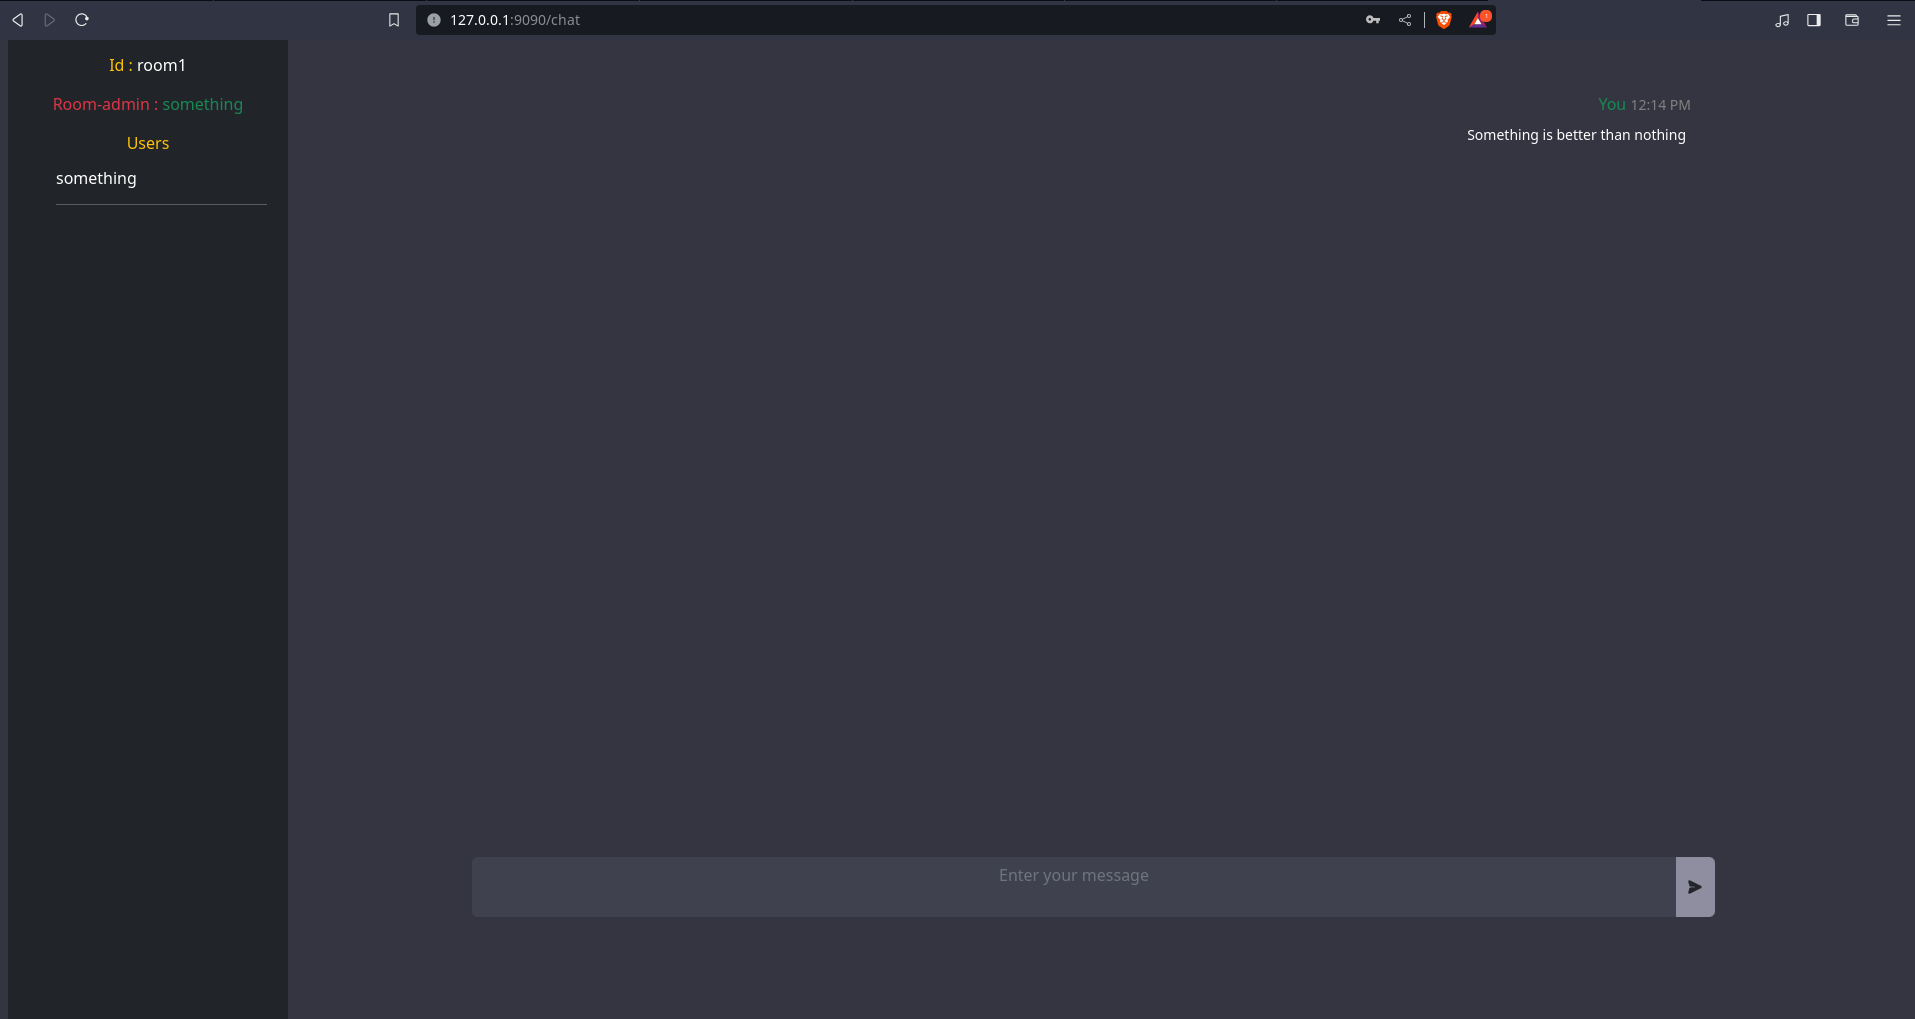 127.0.0.1:9090/chat
Id : room1
Room-admin : something
Users
something
You 12:14 PM
Something is better than nothing
Enter your message